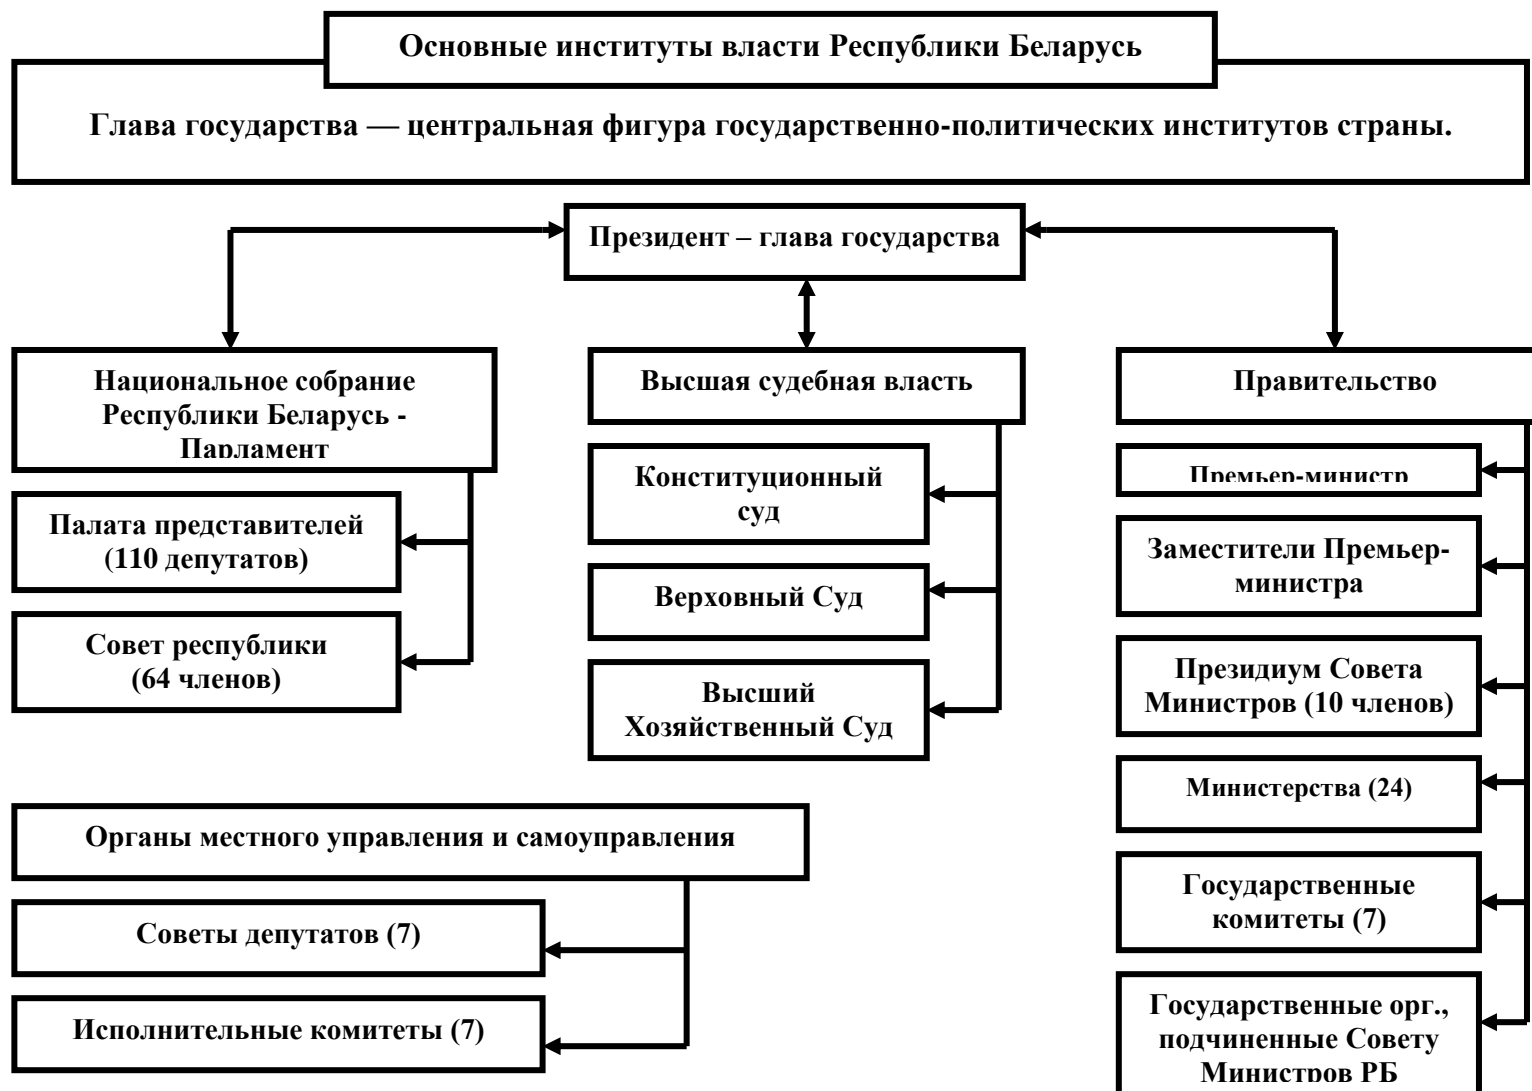 Основные институты власти Республики Беларусь
Глава государства — центральная фигура государственно-политических институтов страны.
Президент – глава государства
Национальное собрание
Республики Беларусь -
Парламент
Палата представителей
(110 депутатов)
Совет республики
(64 членов)
Высшая судебная власть
Конституционный
суд
Верховный Суд
Высший
Хозяйственный Суд
Правительство
Премьер-министр
Заместители Премьер-
министра
Президиум Совета
Министров (10 членов)
Министерства (24)
Государственные
комитеты (7)
Государственные орг.,
подчиненные Совету
Министров РБ
Органы местного управления и самоуправления
Советы депутатов (7)
Исполнительные комитеты (7)